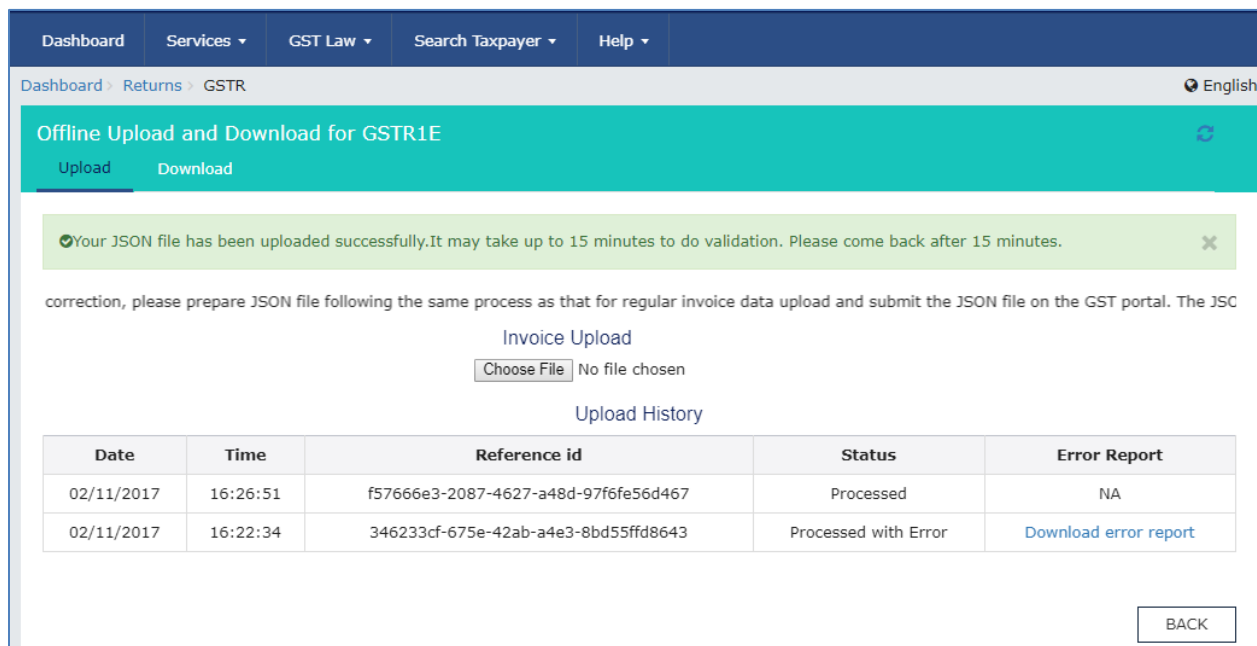 Dashboard Services GST Law Search Taxpayer Help
Dashboard > Returns > GSTR English
Offline Upload and Download for GSTR1E
Upload Download
Your JSON file has been uploaded successfully.It may take up to 15 minutes to do validation. Please come back after 15 minutes.
correction, please prepare JSON file following the same process as that for regular invoice data upload and submit the JSON file on the GST portal. The JSC
Invoice Upload
Choose File No file chosen
Upload History
Date Time Reference id Status Error Report
02/11/2017 16:26:51 f57666e3-2087-4627-a48d-97f6fe56d467 Processed NA
02/11/2017 16:22:34 346233cf-675e-42ab-a4e3-8bd55ffd8643 Processed with Error Download error report
BACK